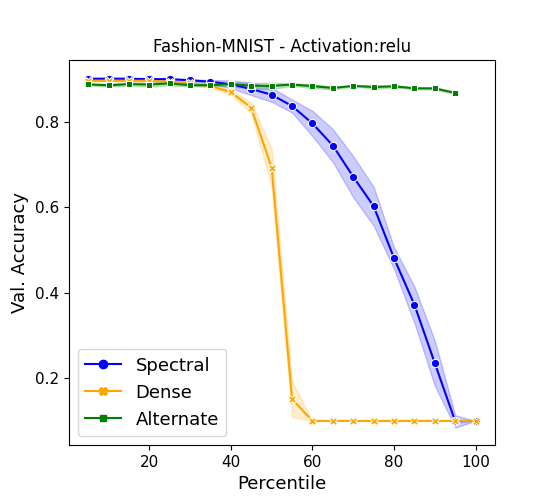 Fashion-MNIST - Activation:relu
Val. Accuracy
0.8
0.6
0.4
0.2
Spectral
Dense
Alternate
20 40 60 80 100
Percentile